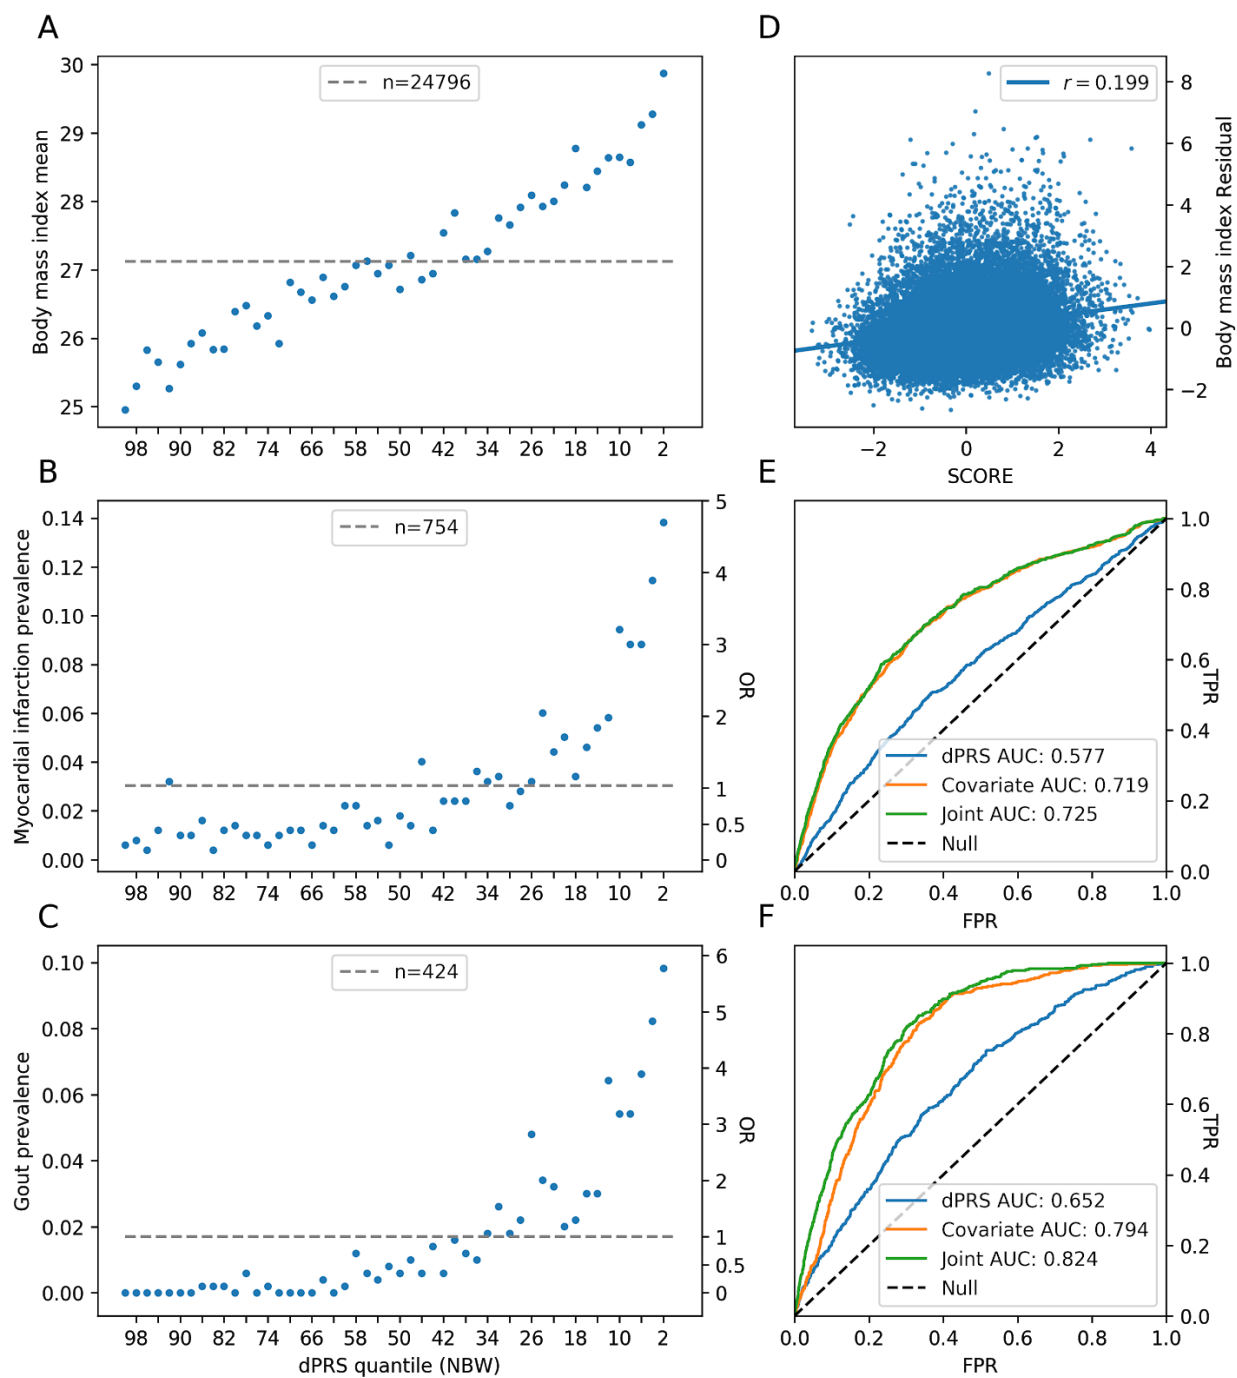 A
Body mass index mean
30
29
28
27
26
25
n=24796
98 90 82 74 66 58 50 42 34 26 18 10 2
D
r = 0.199
Body mass index Residual
8
6
4
2
0
−2
−2 0 2 4
SCORE
B
Myocardial infarction prevalence
0.14
0.12
0.10
0.08
0.06
0.04
0.02
0.00
n=754
5
4
3
2
1
0.5
0
OR
98 90 82 74 66 58 50 42 34 26 18 10 2
E
1.0
0.8
0.6
0.4
0.2
0.0
TPR
dPRS AUC: 0.577
Covariate AUC: 0.719
Joint AUC: 0.725
Null
0.0 0.2 0.4 0.6 0.8 1.0
FPR
C
Gout prevalence
0.10
0.08
0.06
0.04
0.02
0.00
n=424
6
5
4
3
2
1
0.5
0
OR
98 90 82 74 66 58 50 42 34 26 18 10 2
dPRS quantile (NBW)
F
1.0
0.8
0.6
0.4
0.2
0.0
TPR
dPRS AUC: 0.652
Covariate AUC: 0.794
Joint AUC: 0.824
Null
0.0 0.2 0.4 0.6 0.8 1.0
FPR